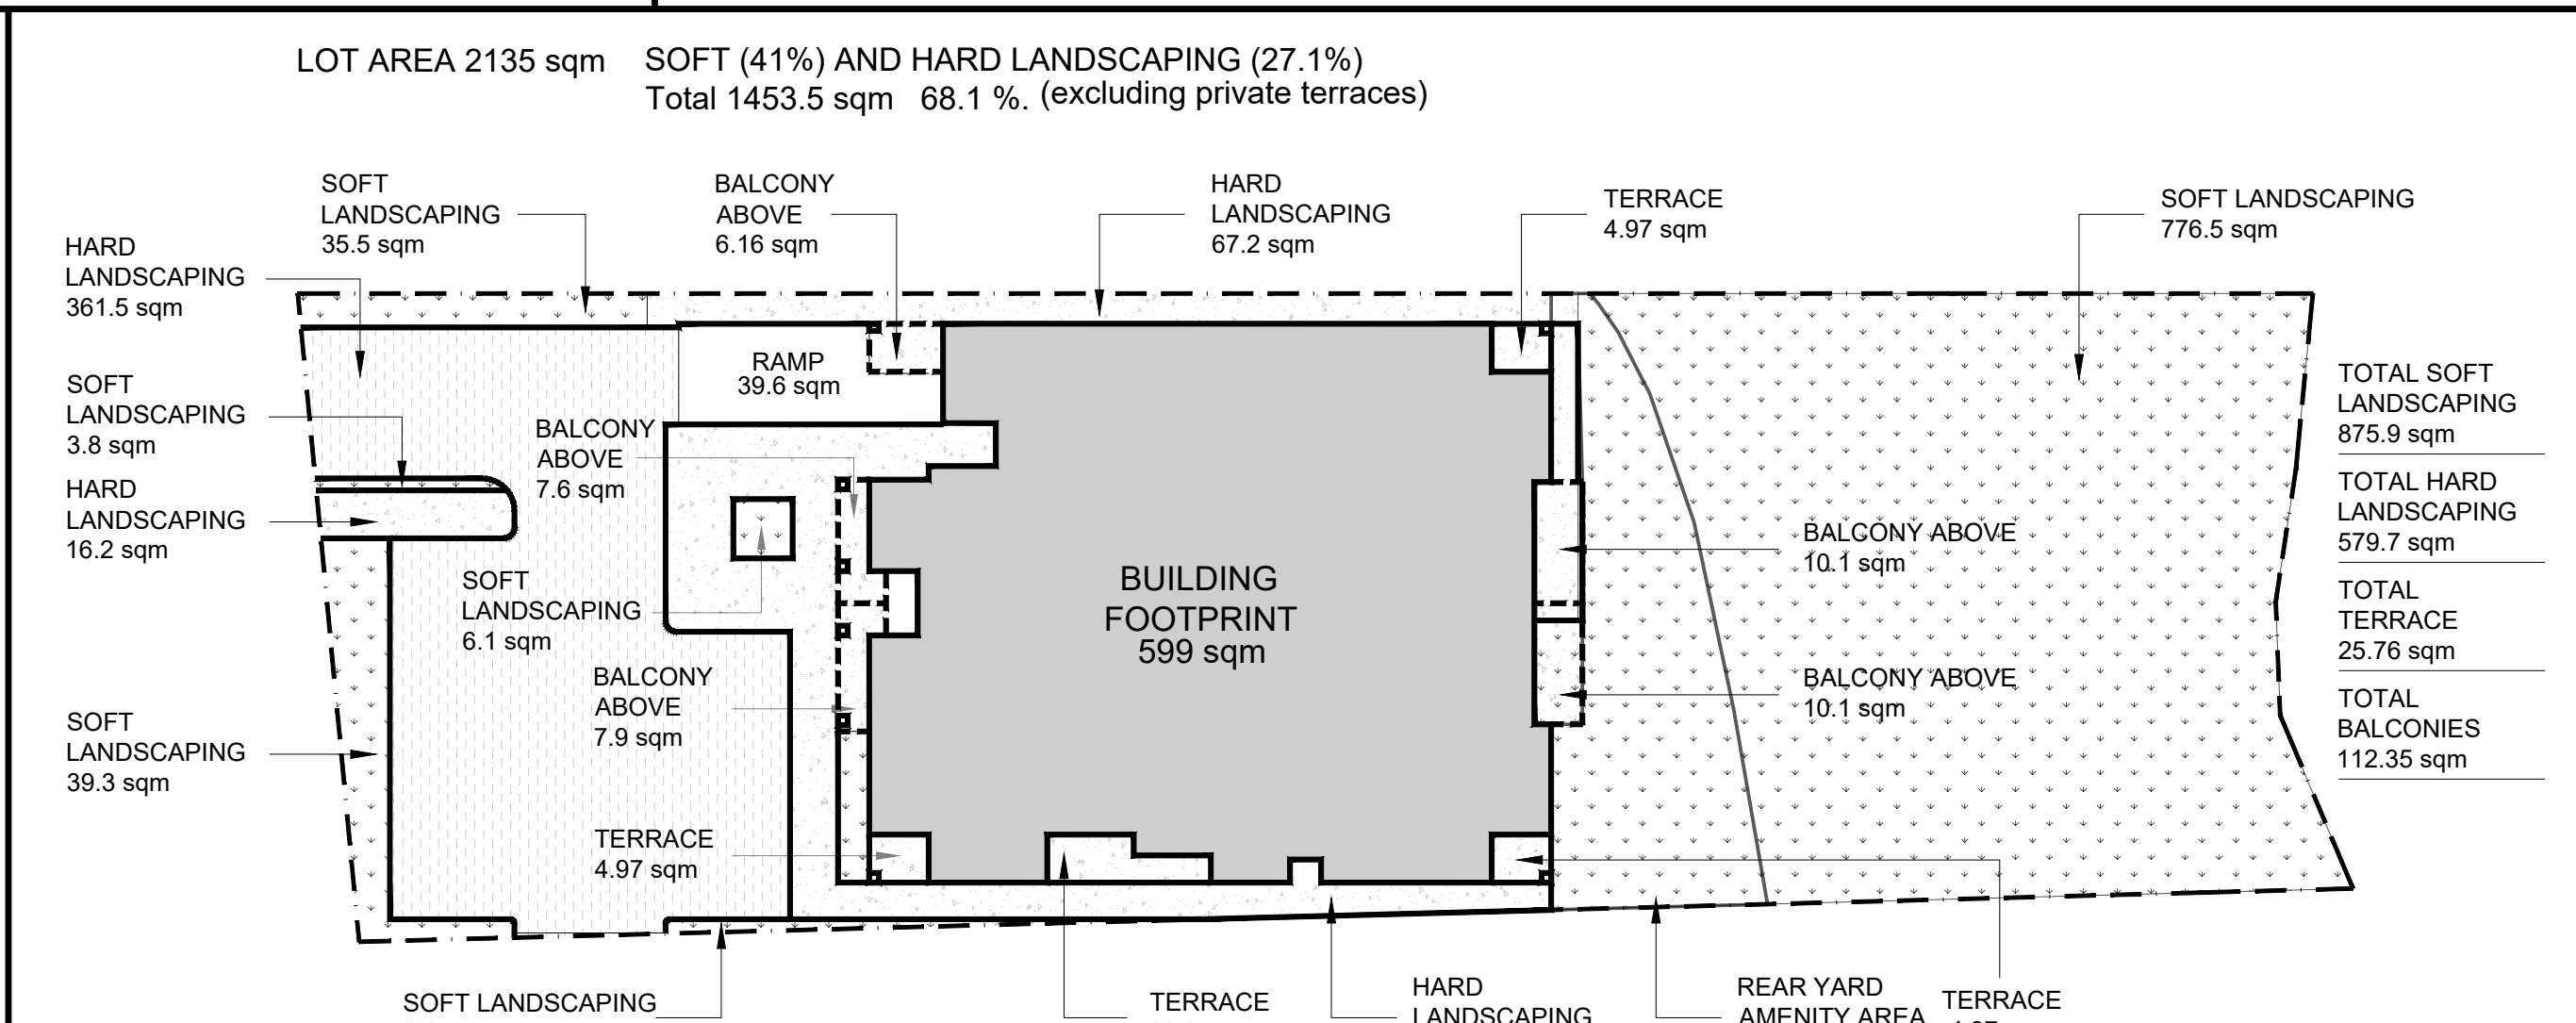 LOT AREA 2135 sqm
SOFT (41%) AND HARD LANDSCAPING (27.1%)
Total 1453.5 sqm 68.1 %. (excluding private terraces)
SOFT
LANDSCAPING
35.5 sqm
BALCONY
ABOVE
6.16 sqm
HARD
LANDSCAPING
67.2 sqm
TERRACE
4.97 sqm
SOFT LANDSCAPING
776.5 sqm
HARD
LANDSCAPING
361.5 sqm
SOFT
LANDSCAPING
3.8 sqm
HARD
LANDSCAPING
16.2 sqm
SOFT
LANDSCAPING
39.3 sqm
RAMP
39.6 sqm
BALCONY
ABOVE
7.6 sqm
SOFT
LANDSCAPING
6.1 sqm
BALCONY
ABOVE
7.9 sqm
TERRACE
4.97 sqm
BUILDING
FOOTPRINT
599 sqm
BALCONY ABOVE
10.1 sqm
BALCONY ABOVE
10.1 sqm
TOTAL SOFT
LANDSCAPING
875.9 sqm
TOTAL HARD
LANDSCAPING
579.7 sqm
TOTAL
TERRACE
25.76 sqm
TOTAL
BALCONIES
112.35 sqm
SOFT LANDSCAPING
TERRACE
HARD
LANDSCAPING
REAR YARD
AMENITY AREA
TERRACE